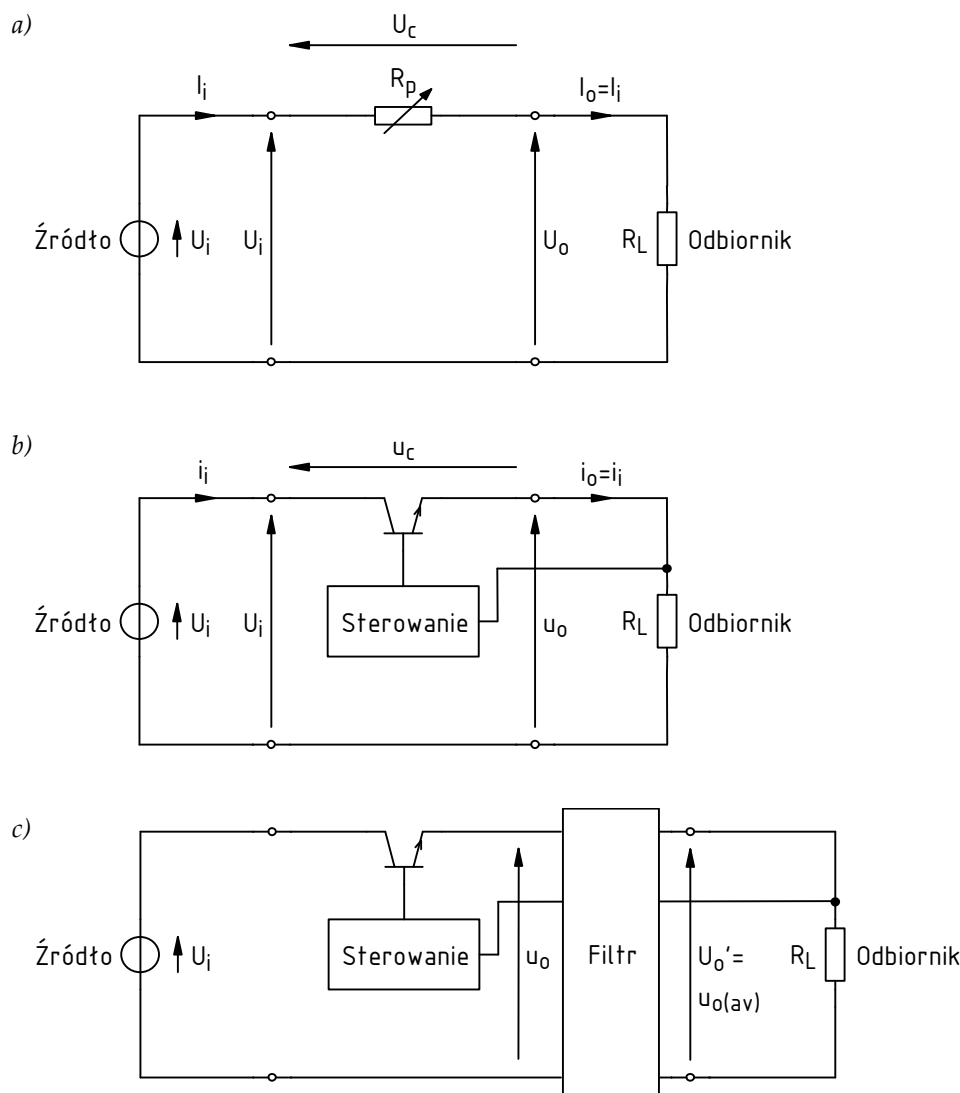 a)
U_c
I_i
R_p
I_o=I_i
Źródło
U_i
U_i
U_o
R_L
Odbiornik
b)
u_c
i_i
i_o=i_i
Źródło
U_i
U_i
Sterowanie
u_o
R_L
Odbiornik
c)
Źródło
U_i
Sterowanie
u_o
Filtr
U_o'=
u_o(av)
R_L
Odbiornik